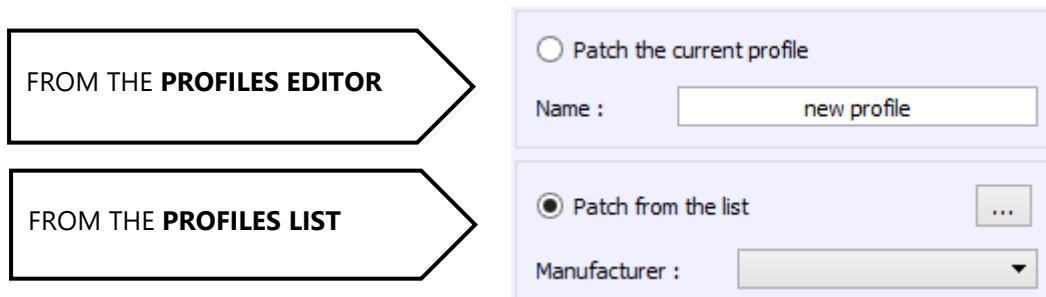 FROM THE PROFILES EDITOR
Patch the current profile
Name :
new profile
FROM THE PROFILES LIST
Patch from the list
...
Manufacturer :